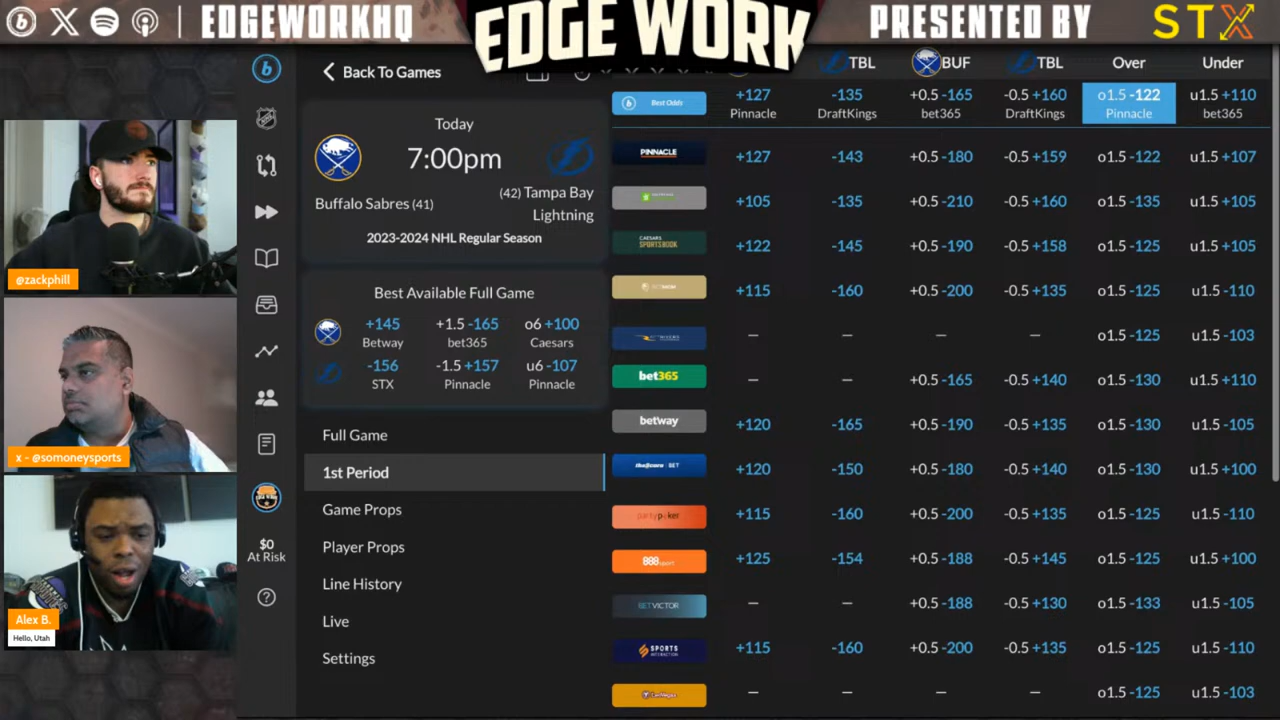 EDGEWORKHQ
EDGE WORK
PRESENTED BY
STX
@zackphill
x - @somoneysports
Alex B.
Hello, Utah
$0
At Risk
Back To Games
Today
7:00pm
Buffalo Sabres (41)
(42) Tampa Bay
Lightning
2023-2024 NHL Regular Season
Best Available Full Game
+145 +1.5 -165 o6 +100
Betway bet365 Caesars
-156 -1.5 +157 u6 -107
STX Pinnacle Pinnacle
Full Game
1st Period
Game Props
Player Props
Line History
Live
Settings
TBL BUF TBL Over Under
Best Odds +127 -135 +0.5 -165 -0.5 +160 o1.5 -122 u1.5 +110
Pinnacle DraftKings bet365 DraftKings Pinnacle bet365
PINNACLE +127 -143 +0.5 -180 -0.5 +159 o1.5 -122 u1.5 +107
+105 -135 +0.5 -210 -0.5 +160 o1.5 -135 u1.5 +105
CAESARS SPORTSBOOK +122 -145 +0.5 -190 -0.5 +158 o1.5 -125 u1.5 +105
+115 -160 +0.5 -200 -0.5 +135 o1.5 -125 u1.5 -110
— — — — o1.5 -125 u1.5 -103
bet365 — — +0.5 -165 -0.5 +140 o1.5 -130 u1.5 +110
betway +120 -165 +0.5 -190 -0.5 +135 o1.5 -130 u1.5 -105
theScore BET +120 -150 +0.5 -180 -0.5 +140 o1.5 -130 u1.5 +100
partypoker +115 -160 +0.5 -200 -0.5 +135 o1.5 -125 u1.5 -110
888sport +125 -154 +0.5 -188 -0.5 +145 o1.5 -125 u1.5 +100
BETVICTOR — — +0.5 -188 -0.5 +130 o1.5 -133 u1.5 -105
SPORTS INTERACTION +115 -160 +0.5 -200 -0.5 +135 o1.5 -125 u1.5 -110
— — — — o1.5 -125 u1.5 -103